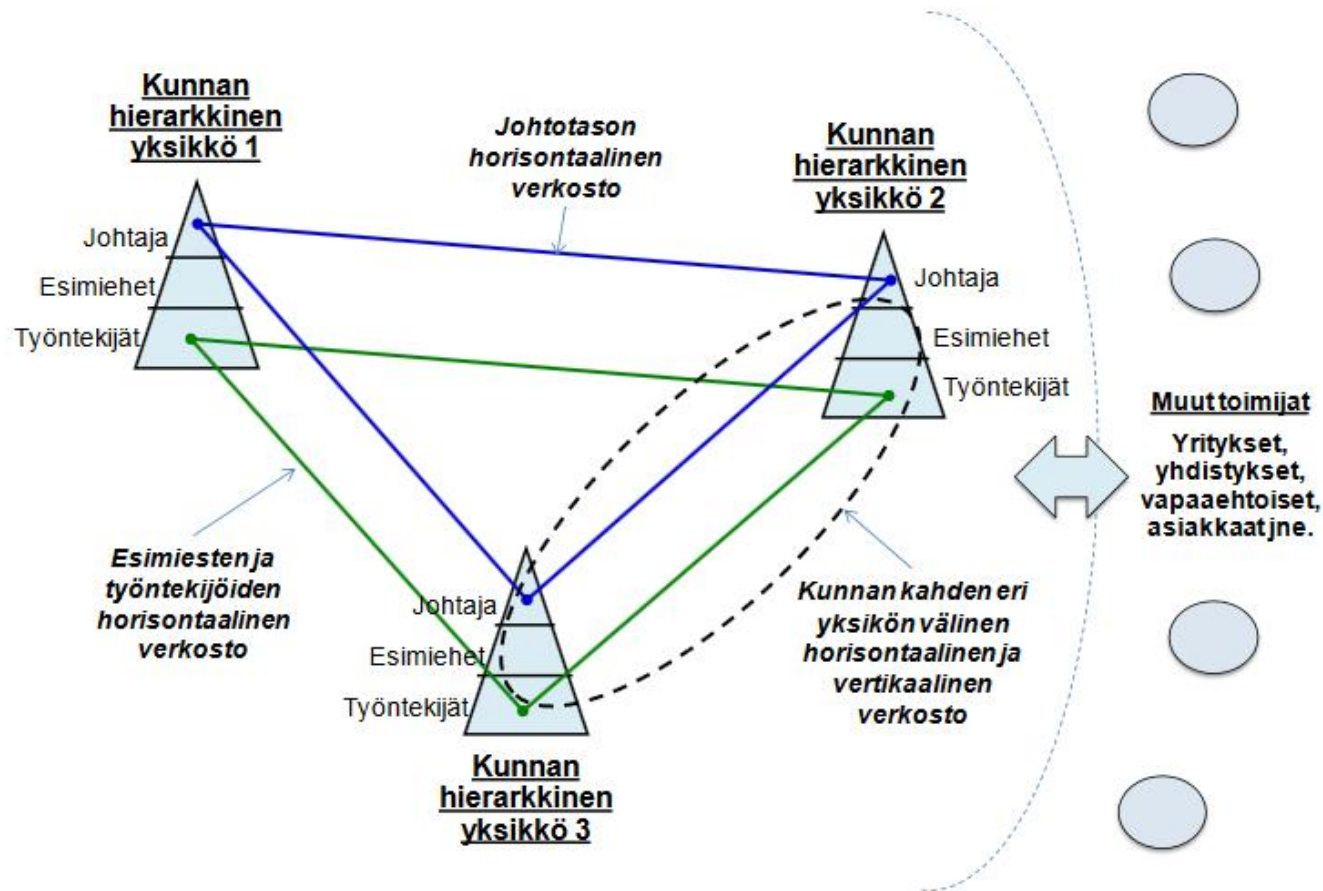 Kunnan
hierarkkinen
yksikkö 1
Johtaja
Esimiehet
Työntekijät
Johtotason
horisontaalinen
verkosto
Kunnan
hierarkkinen
yksikkö 2
Johtaja
Esimiehet
Työntekijät
Muut toimijat
Yritykset,
yhdistykset,
vapaaehtoiset,
asiakkaat jne.
Esimiesten ja
työntekijöiden
horisontaalinen
verkosto
Johtaja
Esimiehet
Työntekijät
Kunnan
hierarkkinen
yksikkö 3
Kunnan kahden eri
yksikön välinen
horisontaalinen ja
vertikaalinen
verkosto